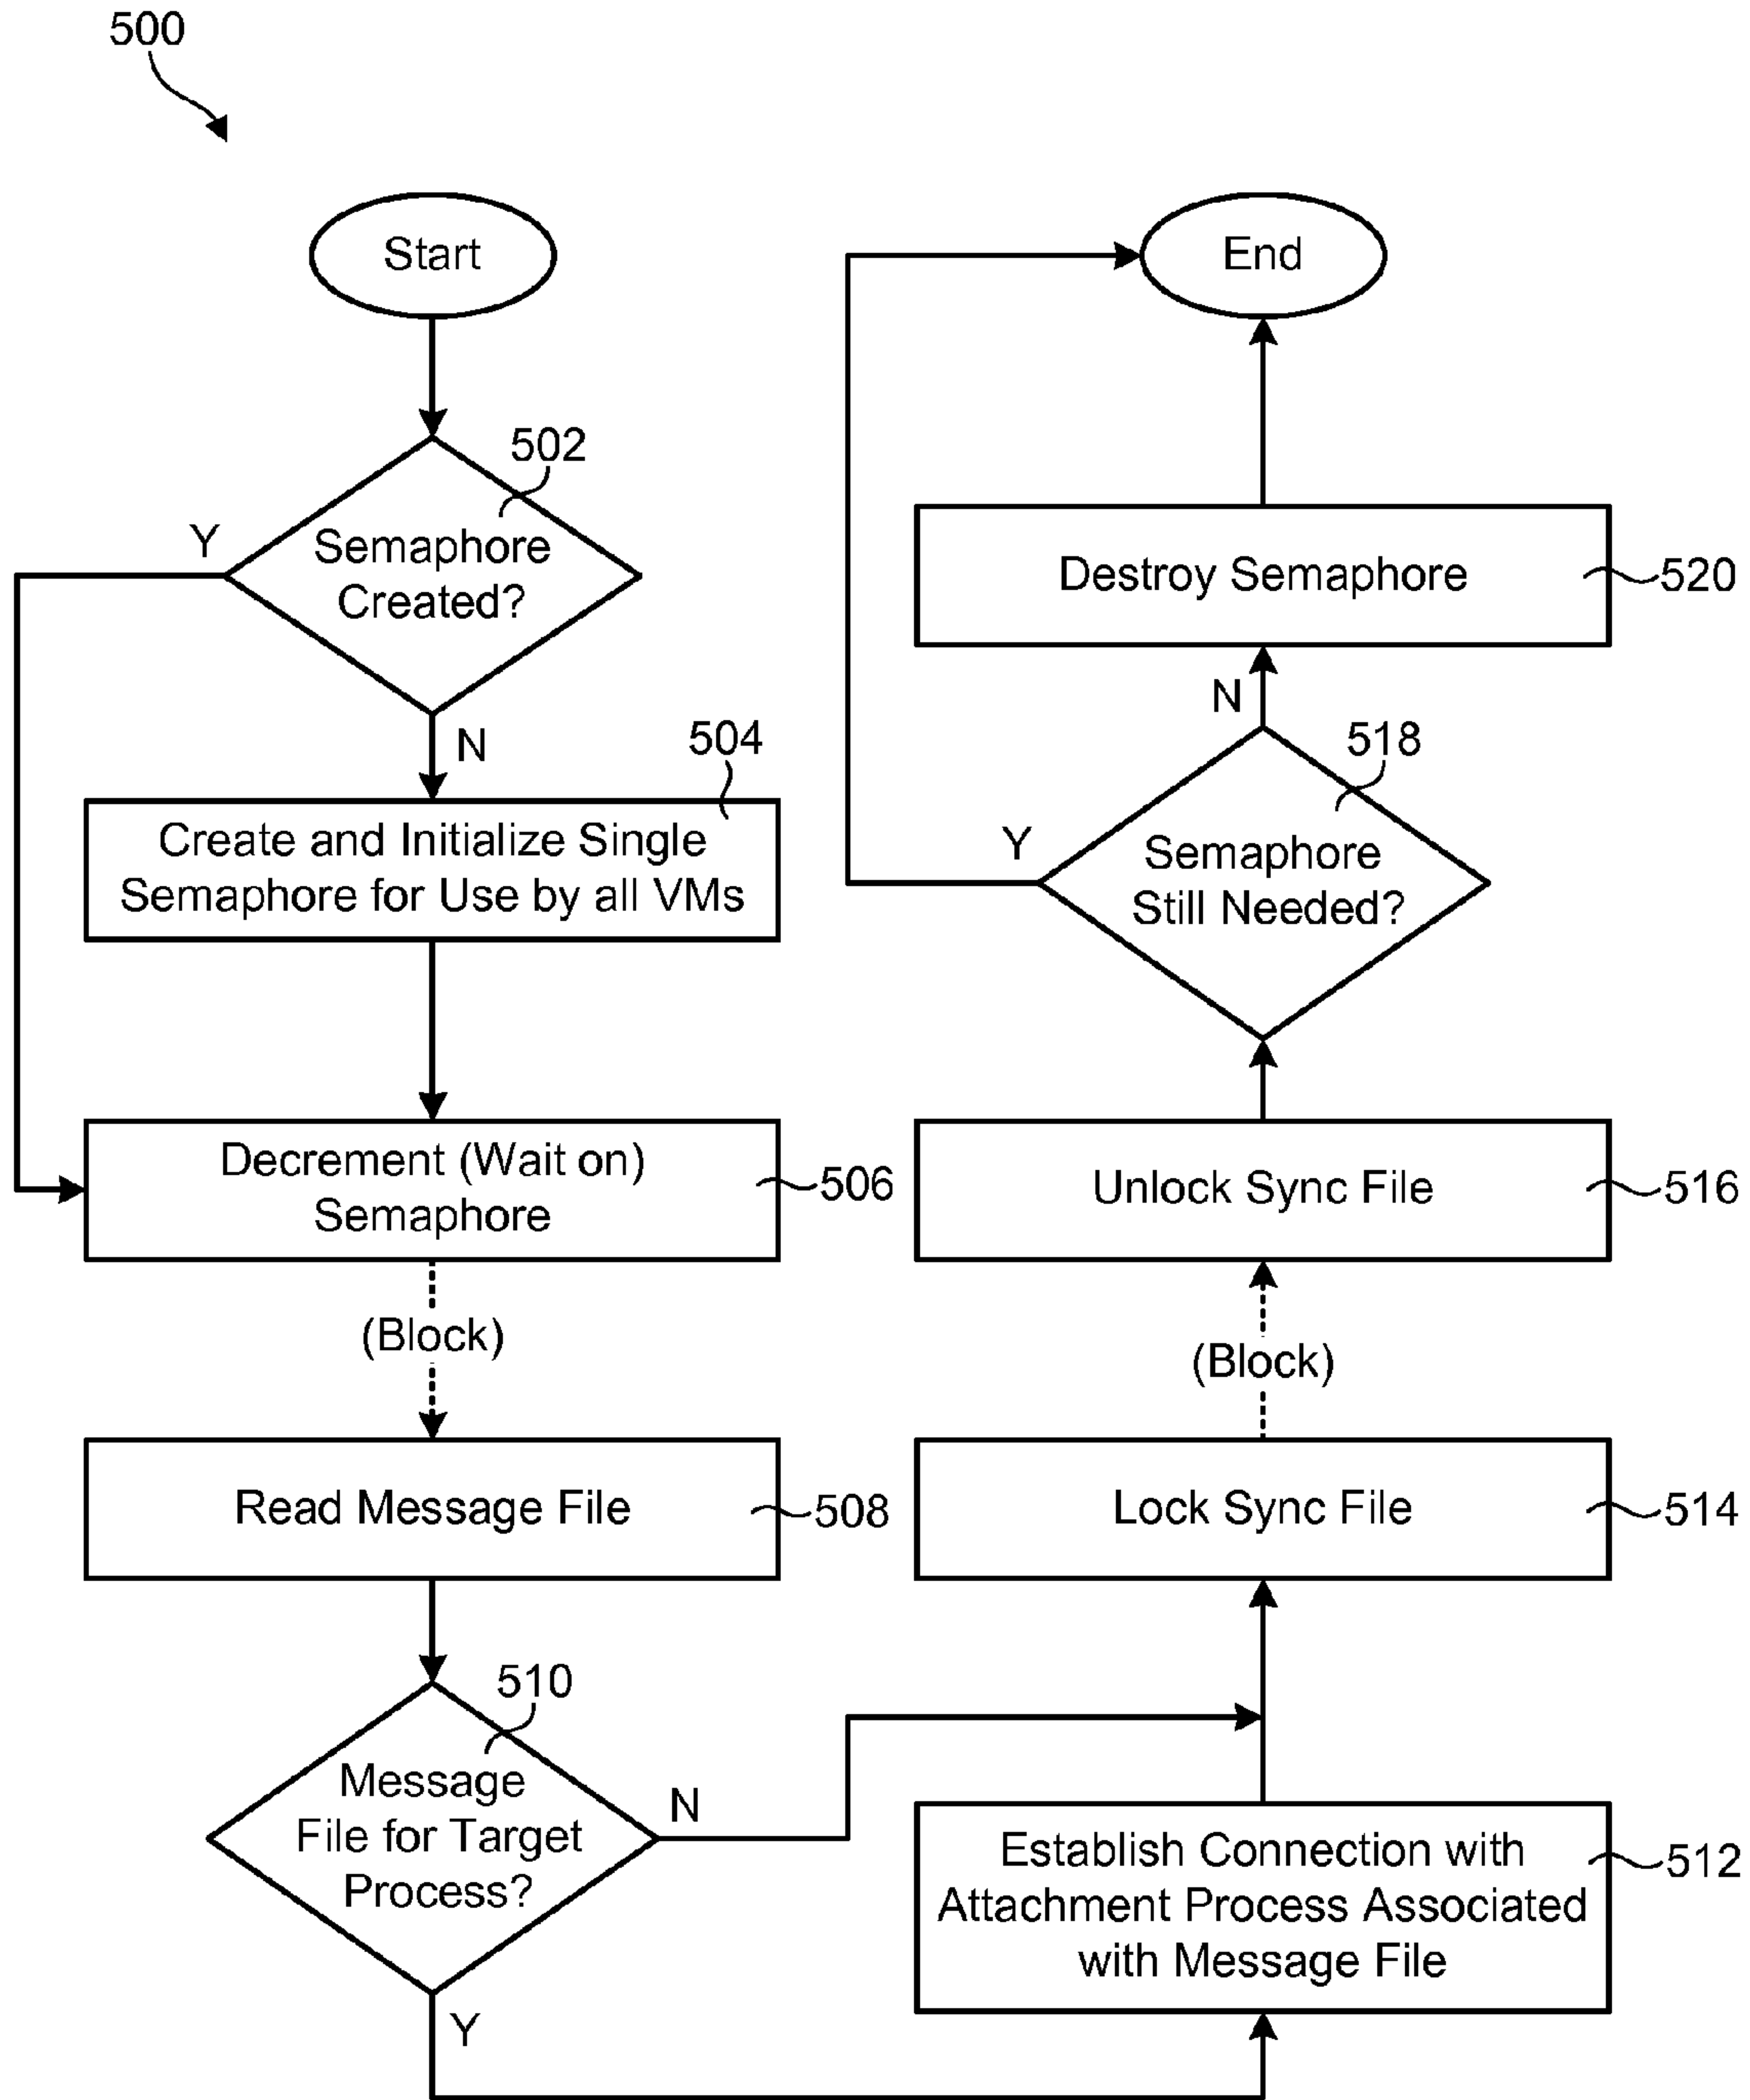 500
Start
502
Semaphore
Created?
Y
N
504
Create and Initialize Single
Semaphore for Use by all VMs
Decrement (Wait on)
Semaphore
506
(Block)
Read Message File
508
510
Message
File for Target
Process?
N
Y
Establish Connection with
Attachment Process Associated
with Message File
512
Lock Sync File
514
(Block)
Unlock Sync File
516
518
Semaphore
Still Needed?
Y
N
Destroy Semaphore
520
End